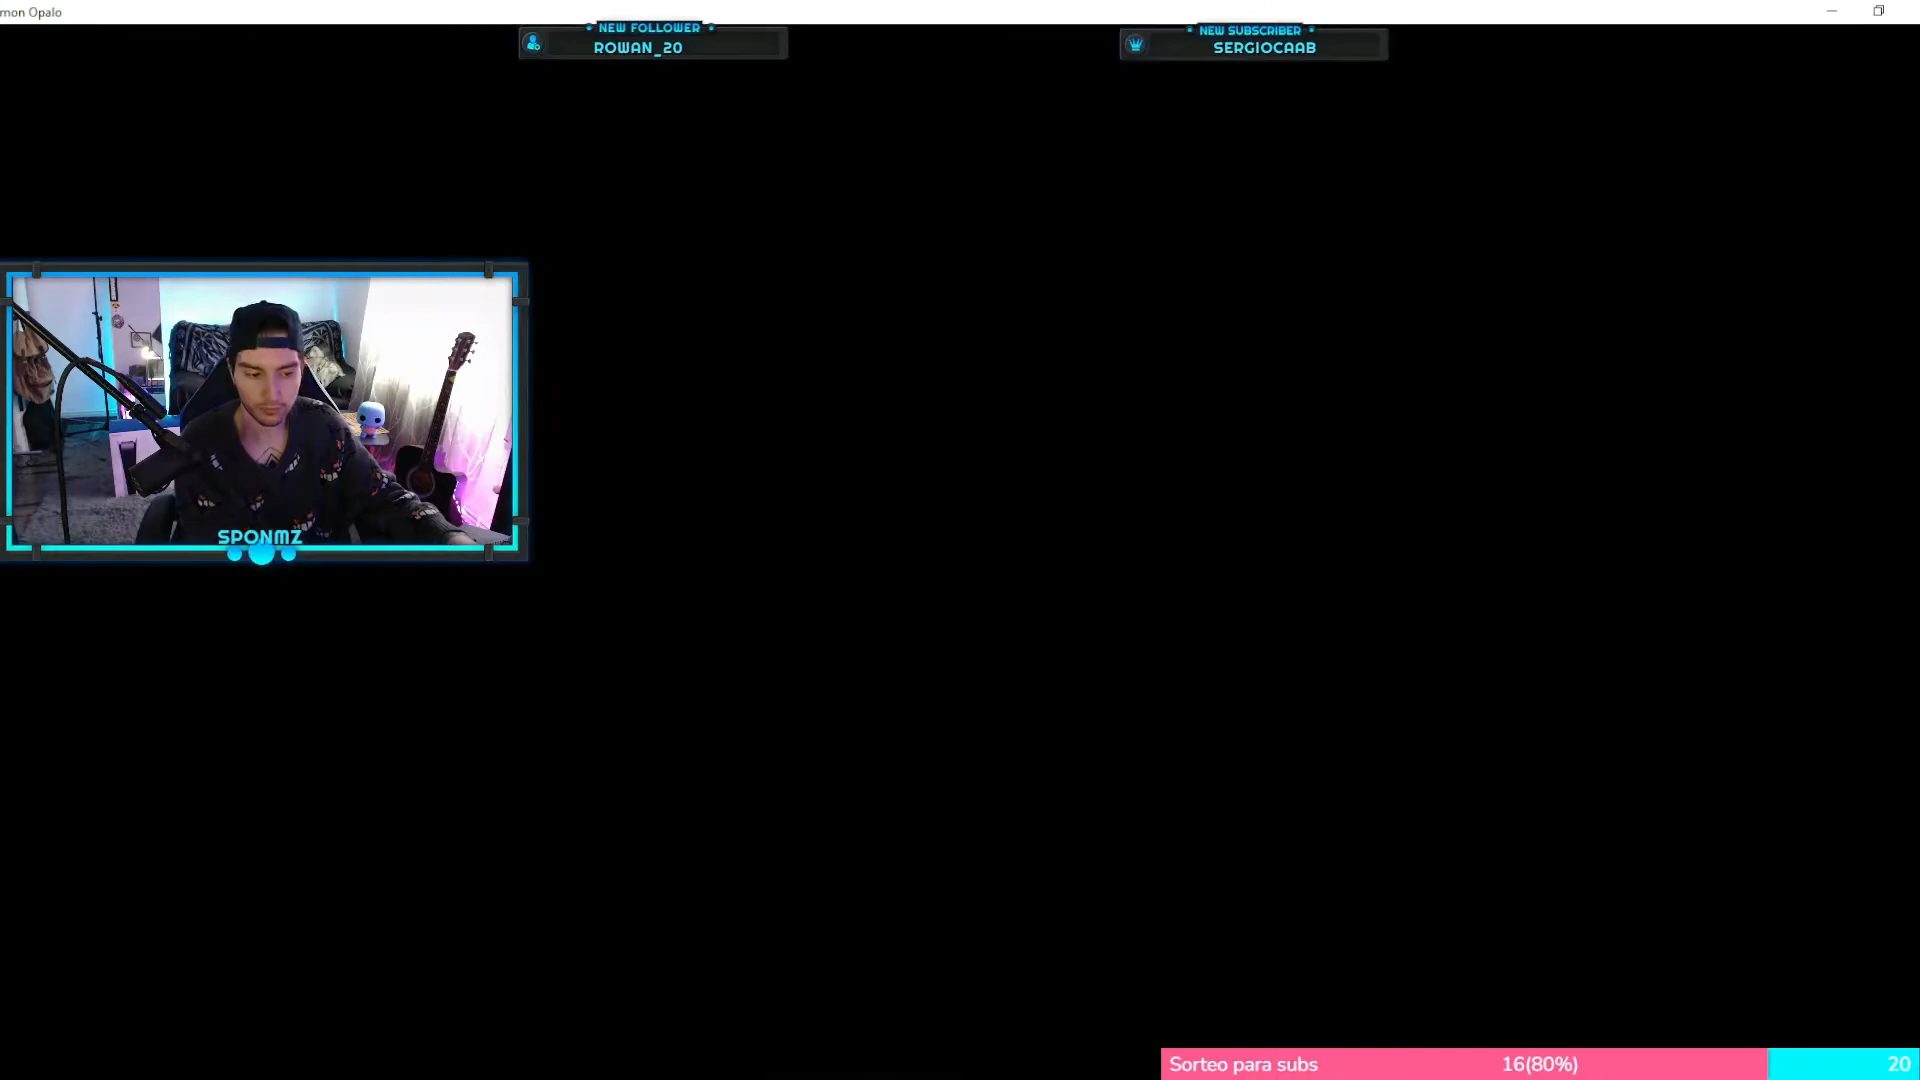 mon Opalo
NEW FOLLOWER
ROWAN_20
NEW SUBSCRIBER
SERGIOCAAB
SPONMZ
Sorteo para subs
16(80%)
20